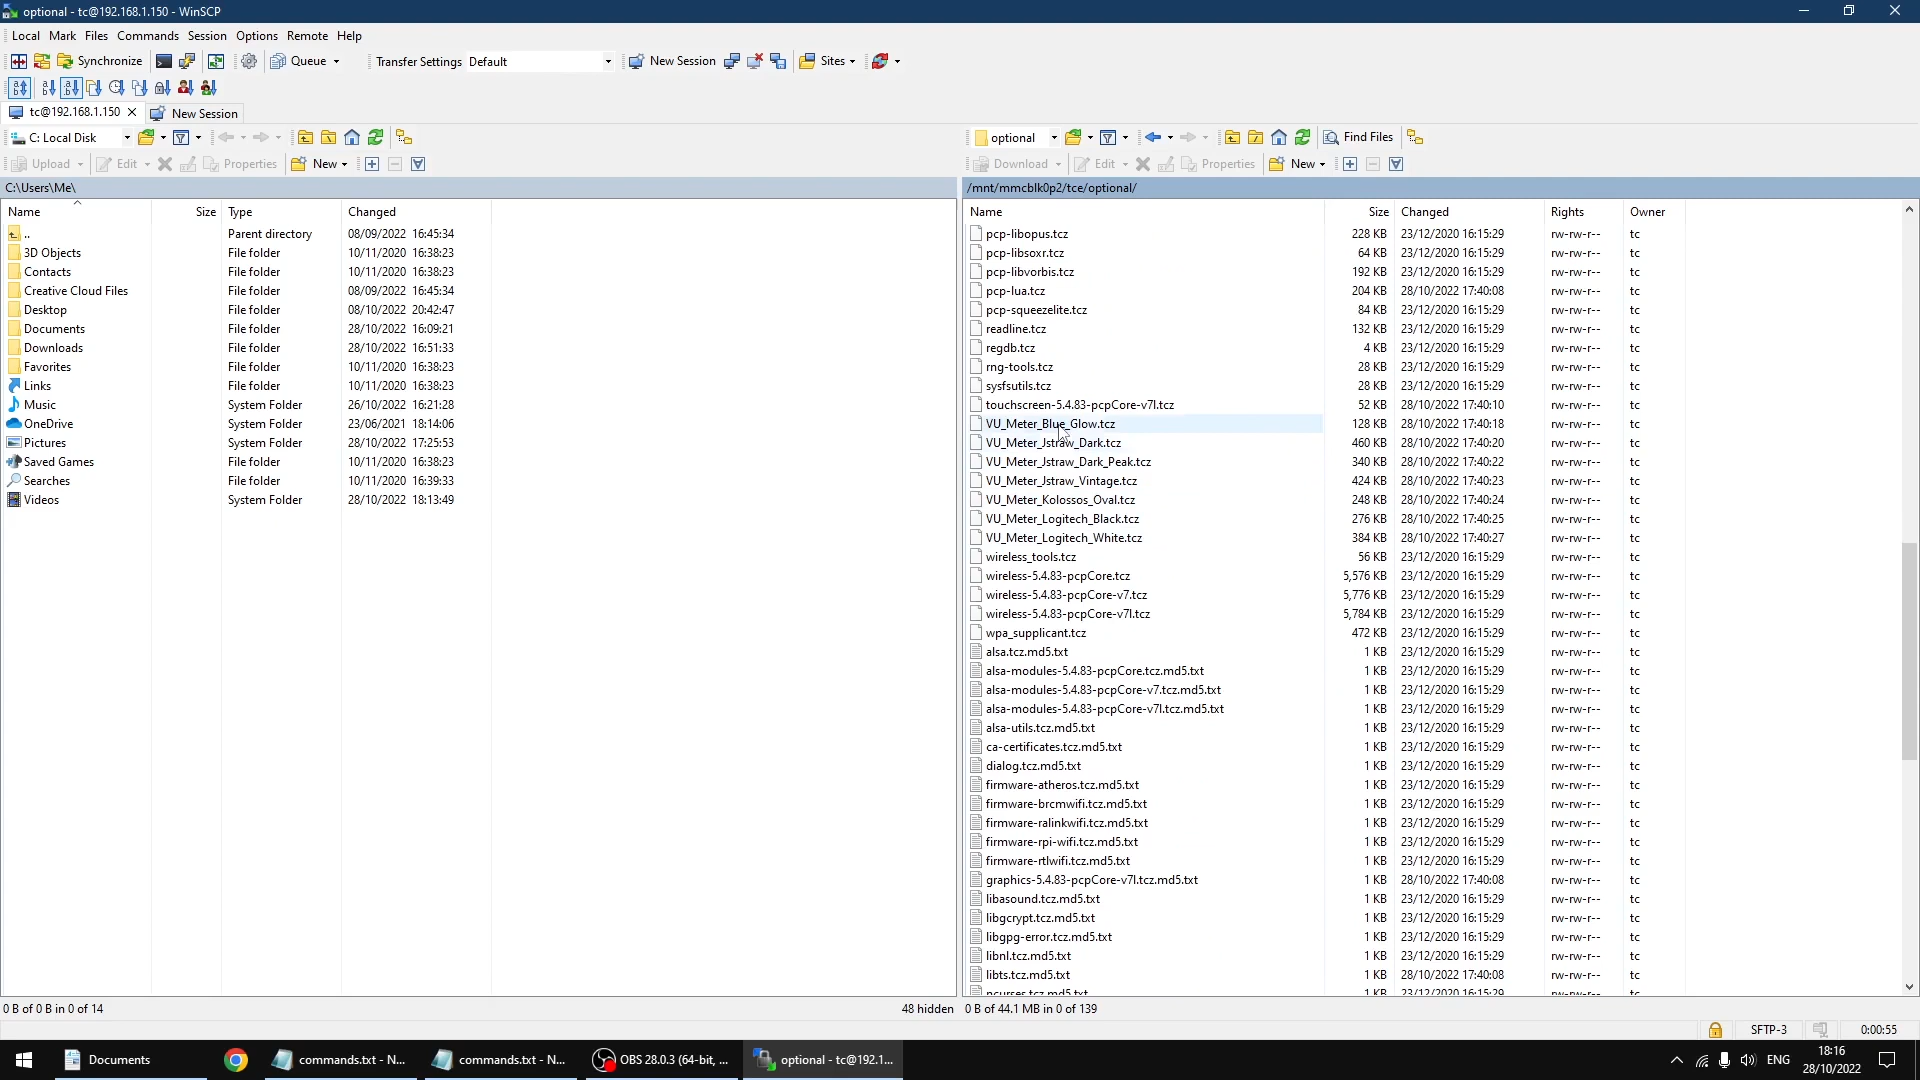 optional - tc@192.168.1.150 - WinSCP
Local Mark Files Commands Session Options Remote Help
Synchronize Queue Transfer Settings Default New Session Sites
tc@192.168.1.150 New Session
C: Local Disk optional Find Files
Upload Edit Properties New Download Edit Properties New
C:\Users\Me\ /mnt/mmcblk0p2/tce/optional/
Name Size Type Changed
.. Parent directory 08/09/2022 16:45:34
3D Objects File folder 10/11/2020 16:38:23
Contacts File folder 10/11/2020 16:38:23
Creative Cloud Files File folder 08/09/2022 16:45:34
Desktop File folder 08/10/2022 20:42:47
Documents File folder 28/10/2022 16:09:21
Downloads File folder 28/10/2022 16:51:33
Favorites File folder 10/11/2020 16:38:23
Links File folder 10/11/2020 16:38:23
Music System Folder 26/10/2022 16:21:28
OneDrive System Folder 23/06/2021 18:14:06
Pictures System Folder 28/10/2022 17:25:53
Saved Games File folder 10/11/2020 16:38:23
Searches File folder 10/11/2020 16:39:33
Videos System Folder 28/10/2022 18:13:49
Name Size Changed Rights Owner
pcp-libopus.tcz 228 KB 23/12/2020 16:15:29 rw-rw-r-- tc
pcp-libsoxr.tcz 64 KB 23/12/2020 16:15:29 rw-rw-r-- tc
pcp-libvorbis.tcz 192 KB 23/12/2020 16:15:29 rw-rw-r-- tc
pcp-lua.tcz 204 KB 28/10/2022 17:40:08 rw-rw-r-- tc
pcp-squeezelite.tcz 84 KB 23/12/2020 16:15:29 rw-rw-r-- tc
readline.tcz 132 KB 23/12/2020 16:15:29 rw-rw-r-- tc
regdb.tcz 4 KB 23/12/2020 16:15:29 rw-rw-r-- tc
rng-tools.tcz 28 KB 23/12/2020 16:15:29 rw-rw-r-- tc
sysfsutils.tcz 28 KB 23/12/2020 16:15:29 rw-rw-r-- tc
touchscreen-5.4.83-pcpCore-v7l.tcz 52 KB 28/10/2022 17:40:10 rw-rw-r-- tc
VU_Meter_Blue_Glow.tcz 128 KB 28/10/2022 17:40:18 rw-rw-r-- tc
VU_Meter_Jstraw_Dark.tcz 460 KB 28/10/2022 17:40:20 rw-rw-r-- tc
VU_Meter_Jstraw_Dark_Peak.tcz 340 KB 28/10/2022 17:40:22 rw-rw-r-- tc
VU_Meter_Jstraw_Vintage.tcz 424 KB 28/10/2022 17:40:23 rw-rw-r-- tc
VU_Meter_Kolossos_Oval.tcz 248 KB 28/10/2022 17:40:24 rw-rw-r-- tc
VU_Meter_Logitech_Black.tcz 276 KB 28/10/2022 17:40:25 rw-rw-r-- tc
VU_Meter_Logitech_White.tcz 384 KB 28/10/2022 17:40:27 rw-rw-r-- tc
wireless_tools.tcz 56 KB 23/12/2020 16:15:29 rw-rw-r-- tc
wireless-5.4.83-pcpCore.tcz 5,576 KB 23/12/2020 16:15:29 rw-rw-r-- tc
wireless-5.4.83-pcpCore-v7.tcz 5,776 KB 23/12/2020 16:15:29 rw-rw-r-- tc
wireless-5.4.83-pcpCore-v7l.tcz 5,784 KB 23/12/2020 16:15:29 rw-rw-r-- tc
wpa_supplicant.tcz 472 KB 23/12/2020 16:15:29 rw-rw-r-- tc
alsa.tcz.md5.txt 1 KB 23/12/2020 16:15:29 rw-rw-r-- tc
alsa-modules-5.4.83-pcpCore.tcz.md5.txt 1 KB 23/12/2020 16:15:29 rw-rw-r-- tc
alsa-modules-5.4.83-pcpCore-v7.tcz.md5.txt 1 KB 23/12/2020 16:15:29 rw-rw-r-- tc
alsa-modules-5.4.83-pcpCore-v7l.tcz.md5.txt 1 KB 23/12/2020 16:15:29 rw-rw-r-- tc
alsa-utils.tcz.md5.txt 1 KB 23/12/2020 16:15:29 rw-rw-r-- tc
ca-certificates.tcz.md5.txt 1 KB 23/12/2020 16:15:29 rw-rw-r-- tc
dialog.tcz.md5.txt 1 KB 23/12/2020 16:15:29 rw-rw-r-- tc
firmware-atheros.tcz.md5.txt 1 KB 23/12/2020 16:15:29 rw-rw-r-- tc
firmware-brcmwifi.tcz.md5.txt 1 KB 23/12/2020 16:15:29 rw-rw-r-- tc
firmware-ralinkwifi.tcz.md5.txt 1 KB 23/12/2020 16:15:29 rw-rw-r-- tc
firmware-rpi-wifi.tcz.md5.txt 1 KB 23/12/2020 16:15:29 rw-rw-r-- tc
firmware-rtlwifi.tcz.md5.txt 1 KB 23/12/2020 16:15:29 rw-rw-r-- tc
graphics-5.4.83-pcpCore-v7l.tcz.md5.txt 1 KB 28/10/2022 17:40:08 rw-rw-r-- tc
libasound.tcz.md5.txt 1 KB 23/12/2020 16:15:29 rw-rw-r-- tc
libgcrypt.tcz.md5.txt 1 KB 23/12/2020 16:15:29 rw-rw-r-- tc
libgpg-error.tcz.md5.txt 1 KB 23/12/2020 16:15:29 rw-rw-r-- tc
libnl.tcz.md5.txt 1 KB 23/12/2020 16:15:29 rw-rw-r-- tc
libts.tcz.md5.txt 1 KB 28/10/2022 17:40:08 rw-rw-r-- tc
ncurses.tcz.md5.txt 1 KB 23/12/2020 16:15:29 rw-rw-r-- tc
0 B of 0 B in 0 of 14 48 hidden 0 B of 44.1 MB in 0 of 139
SFTP-3 0:00:55
Documents commands.txt - N... commands.txt - N... OBS 28.0.3 (64-bit, ... optional - tc@192.1... ENG 18:16
28/10/2022